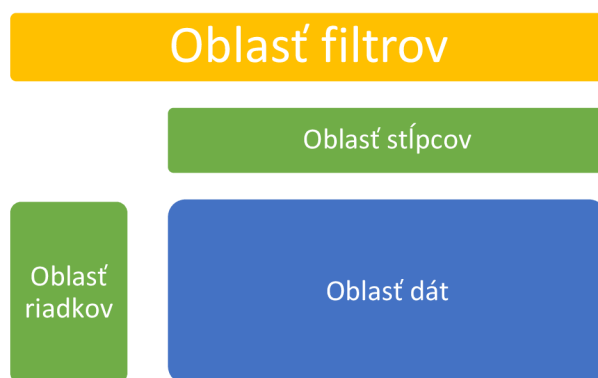 Oblasť filtrov
Oblasť stĺpcov
Oblasť
riadkov
Oblasť dát